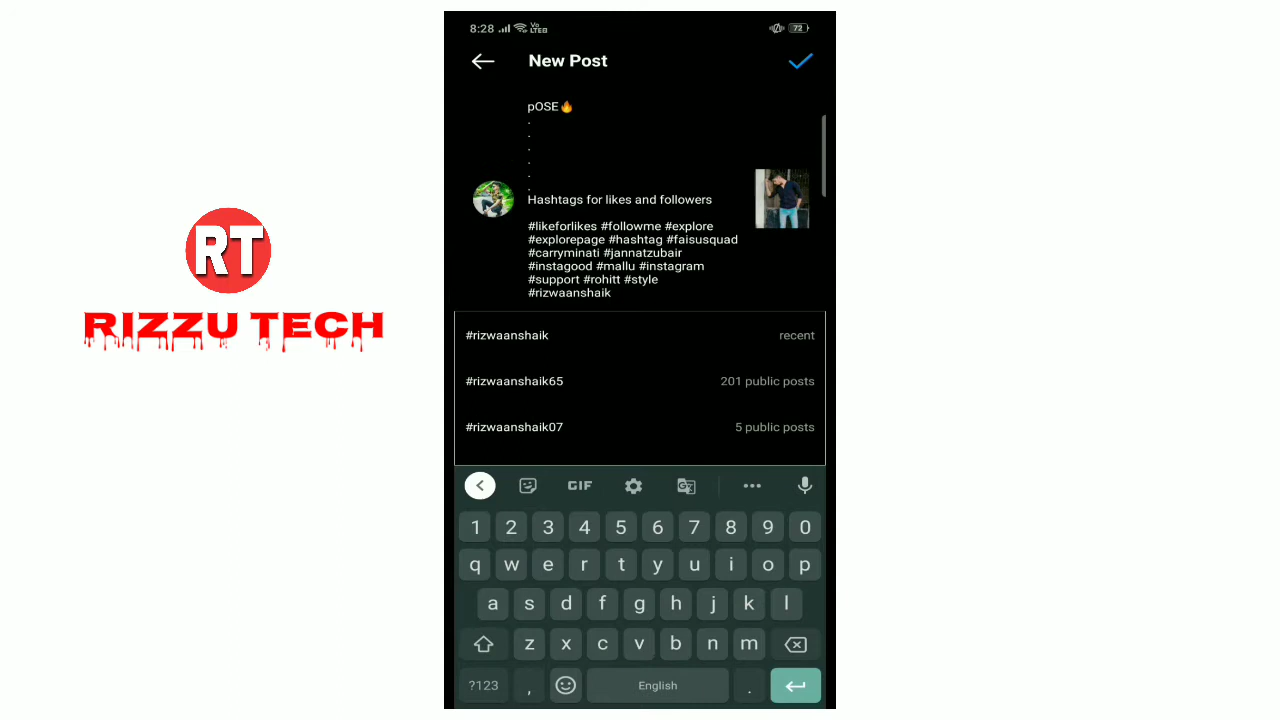 8:28
Vo
LTE
72
New Post
pOSE🔥
.
.
.
.
.
.
Hashtags for likes and followers
#likeforlikes #followme #explore
#explorepage #hashtag #faisusquad
#carryminati #jannatzubair
#instagood #mallu #instagram
#support #rohitt #style
#rizwaanshaik
RT
RIZZU TECH
#rizwaanshaik recent
#rizwaanshaik65 201 public posts
#rizwaanshaik07 5 public posts
GIF
1 2 3 4 5 6 7 8 9 0
q w e r t y u i o p
a s d f g h j k l
z x c v b n m
?123 , English .